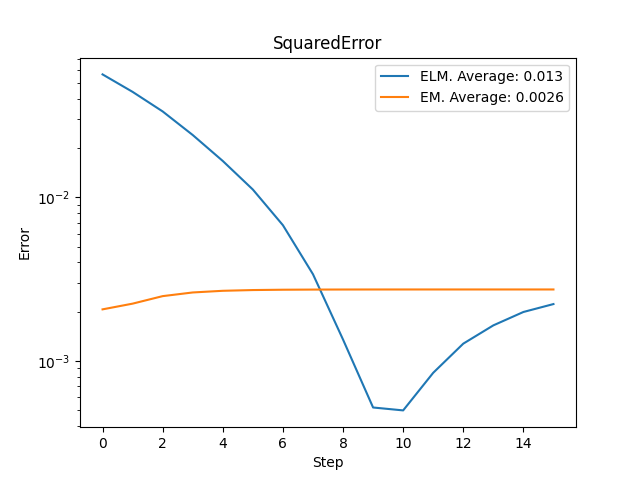 SquaredError
ELM. Average: 0.013
EM. Average: 0.0026
Error
10⁻²
10⁻³
0 2 4 6 8 10 12 14
Step